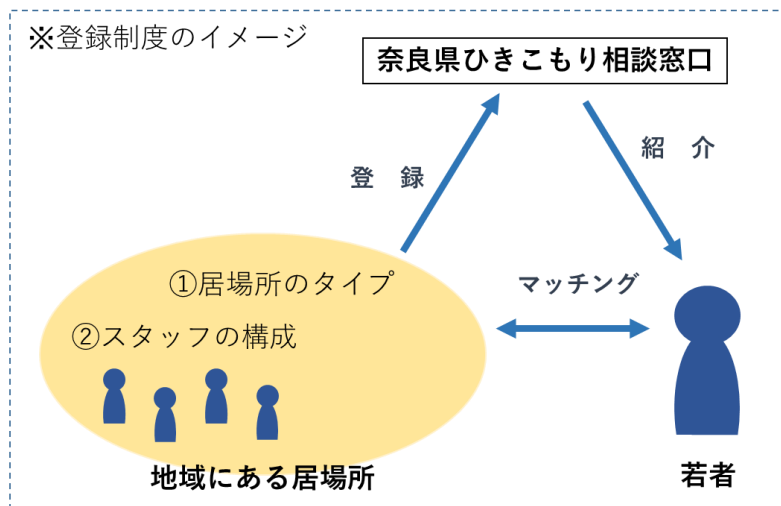 ※登録制度のイメージ
奈良県ひきこもり相談窓口
登　録
紹　介
①居場所のタイプ
マッチング
②スタッフの構成
地域にある居場所
若者